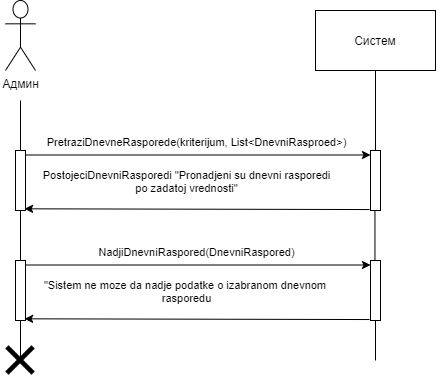 Систем
Админ
PretraziDnevneRasporede(kriterijum, List<DnevniRasproed>)
PostojeciDnevniRasporedi "Pronadjeni su dnevni rasporedi
po zadatoj vrednosti"
NadjiDnevniRaspored(DnevniRaspored)
"Sistem ne moze da nadje podatke o izabranom dnevnom
rasporedu